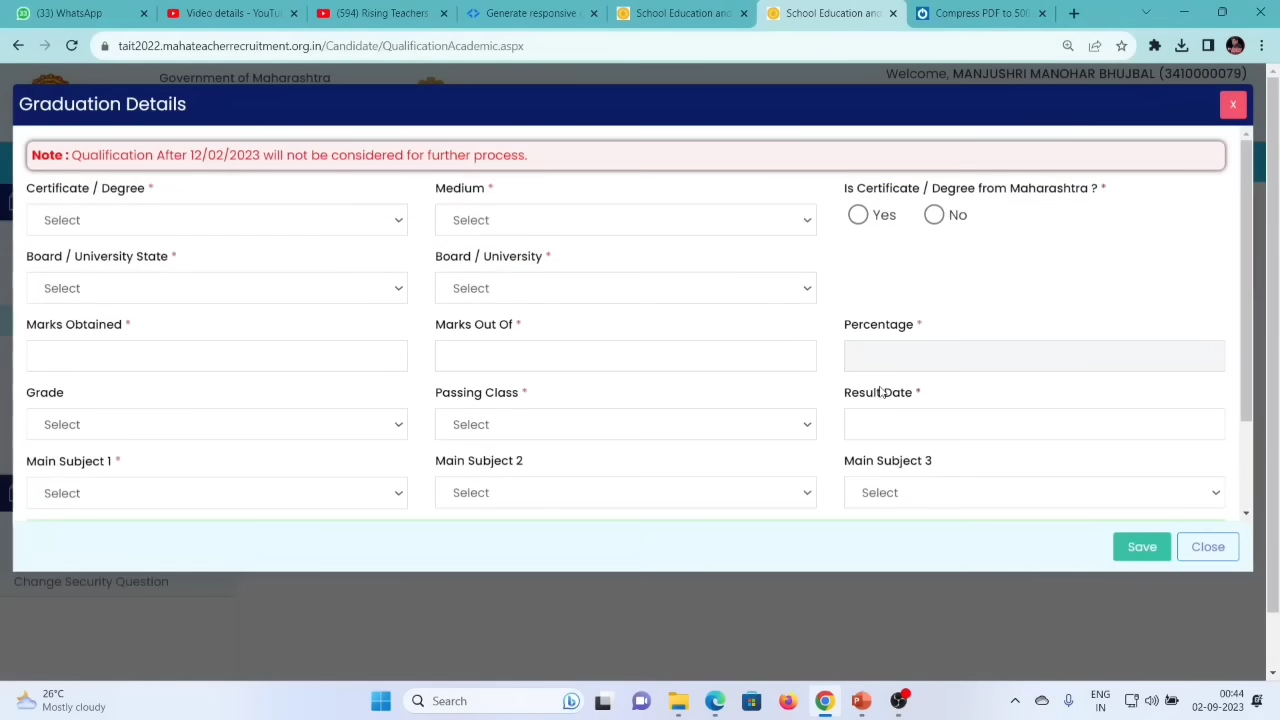 33) WhatsApp
Video details - YouTu
(594) Rising Teachers
Generate responsive c
School Education and
School Education and
Compress PDF to 500
tait2022.mahateacherrecruitment.org.in/Candidate/QualificationAcademic.aspx
Government of Maharashtra
Welcome, MANJUSHRI MANOHAR BHUJBAL (3410000079)
Graduation Details
X
Note : Qualification After 12/02/2023 will not be considered for further process.
Certificate / Degree *
Medium *
Is Certificate / Degree from Maharashtra ? *
Select
Select
Yes
No
Board / University State *
Board / University *
Select
Select
Marks Obtained *
Marks Out Of *
Percentage *
Grade
Passing Class *
Result Date *
Select
Select
Main Subject 1 *
Main Subject 2
Main Subject 3
Select
Select
Select
Save
Close
Change Security Question
26°C
Mostly cloudy
Search
ENG
IN
00:44
02-09-2023